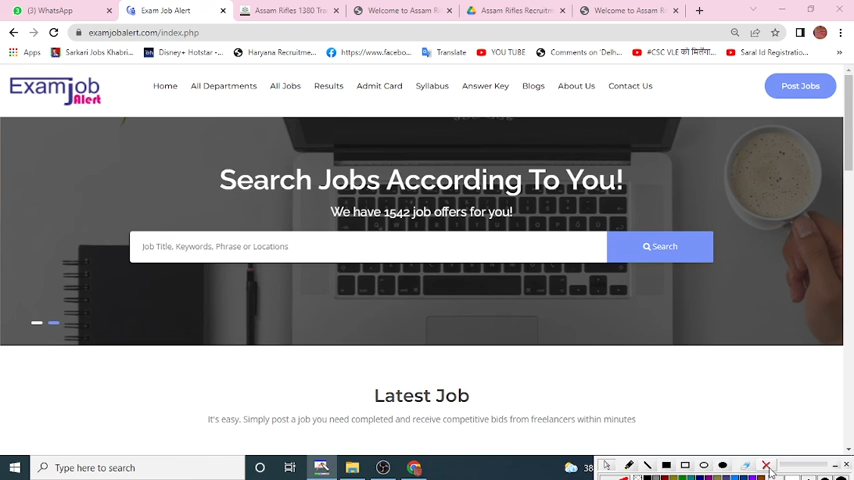 (3) WhatsApp
Exam Job Alert
Assam Rifles 1380 Tra
Welcome to Assam Ri
Assam Rifles Recruitm
Welcome to Assam Ri
examjobalert.com/index.php
Apps
Sarkari Jobs Khabri...
Disney+ Hotstar -...
Haryana Recruitme...
https://www.facebo...
Translate
YOU TUBE
Comments on 'Delh...
#CSC VLE को मिलेगा...
Saral Id Registratio...
Examjob
Alert
Home
All Departments
All Jobs
Results
Admit Card
Syllabus
Answer Key
Blogs
About Us
Contact Us
Post Jobs
Search Jobs According To You!
We have 1542 job offers for you!
Job Title, Keywords, Phrase or Locations
Search
Latest Job
It's easy. Simply post a job you need completed and receive competitive bids from freelancers within minutes
Type here to search
38